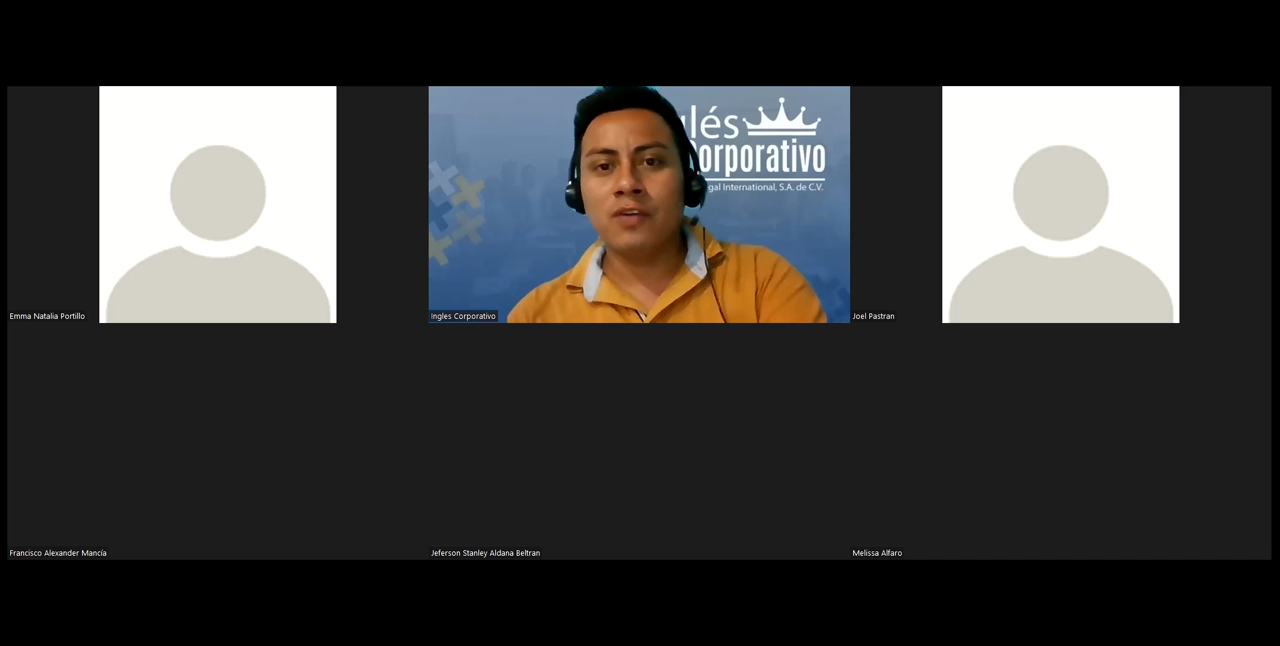 lés
orporativo
gal International, S.A. de C.V.
Emma Natalia Portillo
Ingles Corporativo
Joel Pastran
Francisco Alexander Mancía
Jeferson Stanley Aldana Beltran
Melissa Alfaro